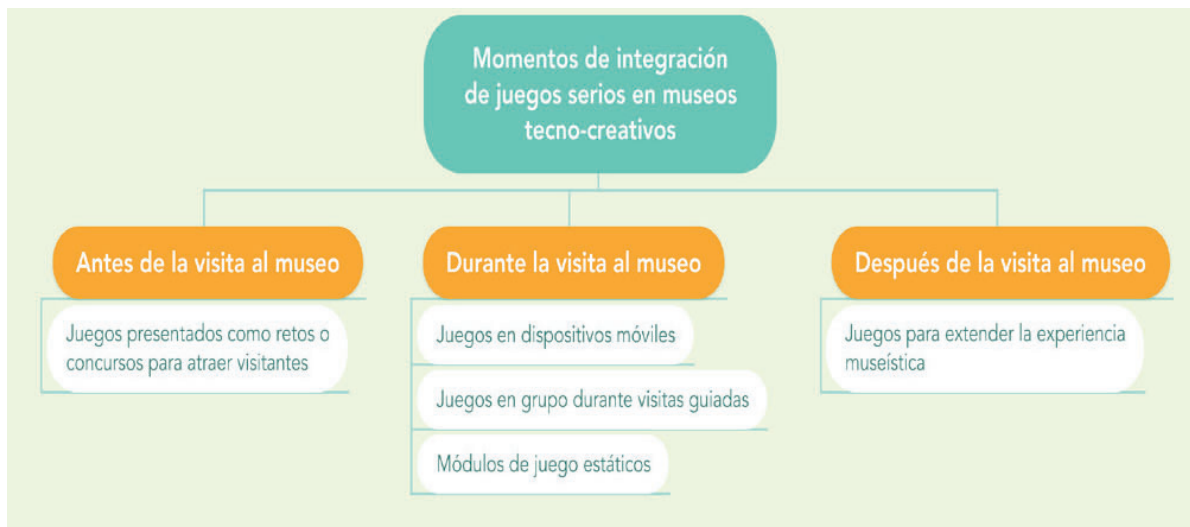 Momentos de integración
de juegos serios en museos
tecno-creativos
Antes de la visita al museo
Juegos presentados como retos o
concursos para atraer visitantes
Durante la visita al museo
Juegos en dispositivos móviles
Juegos en grupo durante visitas guiadas
Módulos de juego estáticos
Después de la visita al museo
Juegos para extender la experiencia
museística